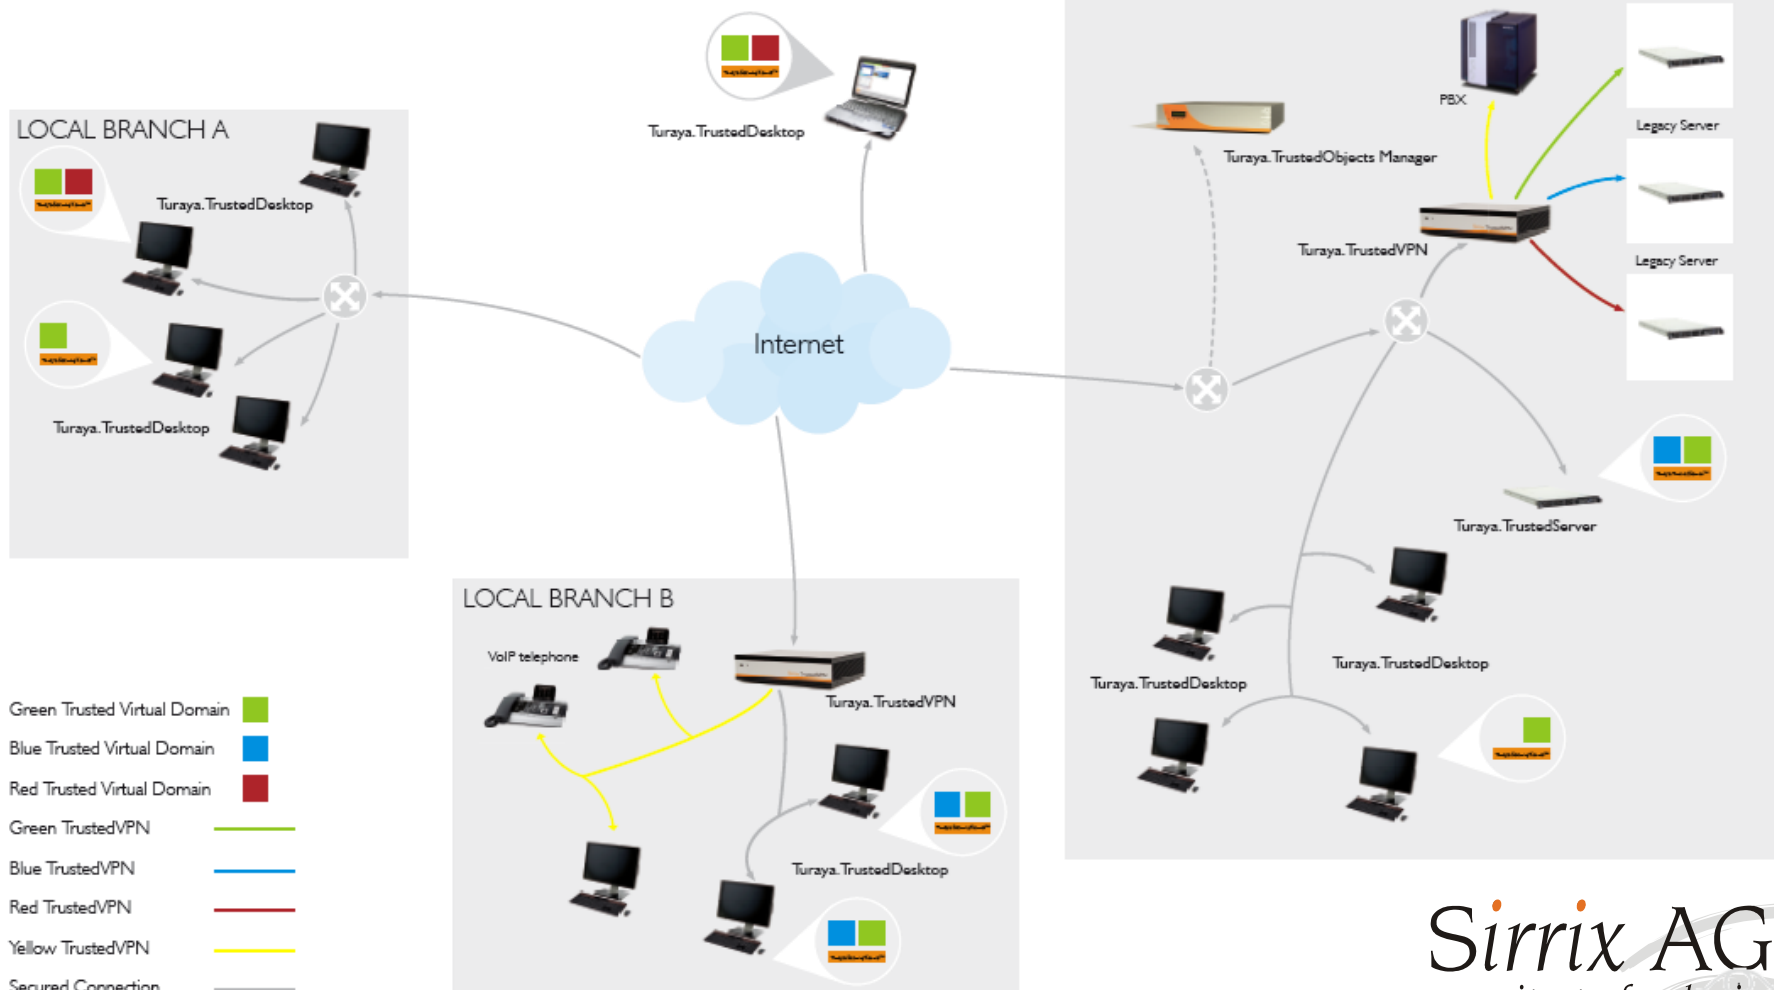 LOCAL BRANCH A
Turaya.TrustedDesktop
Turaya.TrustedDesktop
Turaya.TrustedDesktop
Internet
PBX
Legacy Server
Turaya.TrustedObjects Manager
Turaya.TrustedVPN
Legacy Server
Turaya.TrustedServer
Turaya.TrustedDesktop
Turaya.TrustedDesktop
LOCAL BRANCH B
VoIP telephone
Turaya.TrustedVPN
Turaya.TrustedDesktop
Green Trusted Virtual Domain
Blue Trusted Virtual Domain
Red Trusted Virtual Domain
Green TrustedVPN
Blue TrustedVPN
Red TrustedVPN
Yellow TrustedVPN
Secured Connection
Sirrix AG